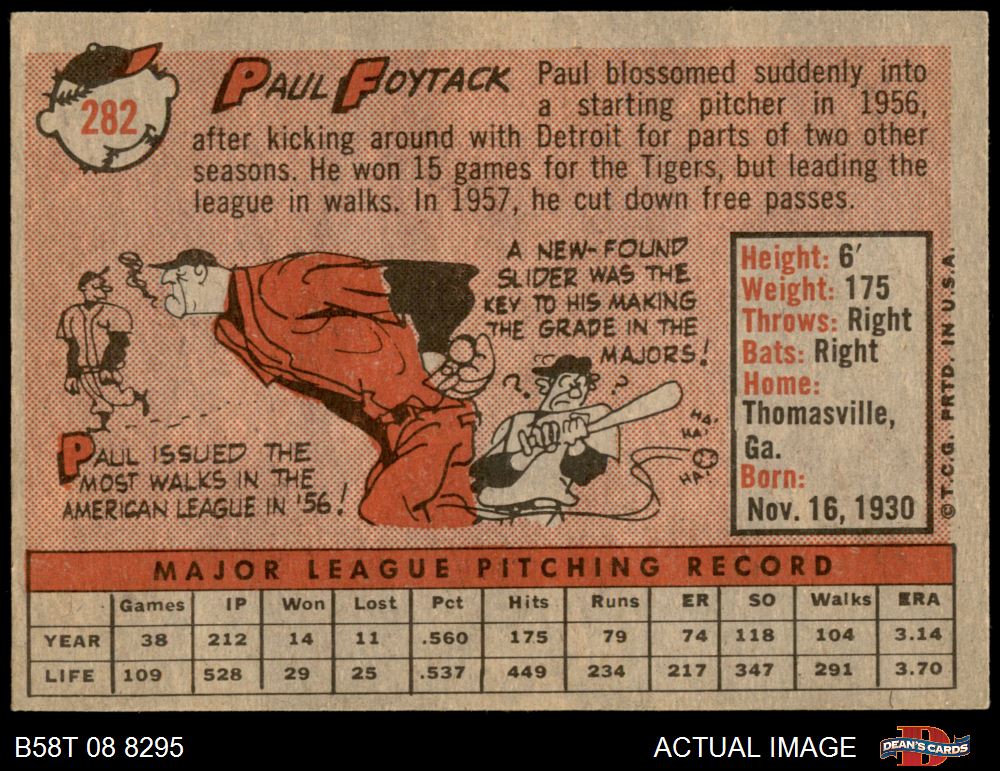 282
PAUL FOYTACK
Paul blossomed suddenly into
a starting pitcher in 1956,
after kicking around with Detroit for parts of two other
seasons. He won 15 games for the Tigers, but leading the
league in walks. In 1957, he cut down free passes.
A NEW-FOUND
SLIDER WAS THE
KEY TO HIS MAKING
THE GRADE IN THE
MAJORS!
? ?
HA.
HA.
HA.
PAUL ISSUED THE
MOST WALKS IN THE
AMERICAN LEAGUE IN '56!
Height: 6'
Weight: 175
Throws: Right
Bats: Right
Home:
Thomasville,
Ga.
Born:
Nov. 16, 1930
©T.C.G. PRTD. IN U.S.A.
MAJOR LEAGUE PITCHING RECORD
Games IP Won Lost Pct Hits Runs ER SO Walks ERA
YEAR 38 212 14 11 .560 175 79 74 118 104 3.14
LIFE 109 528 29 25 .537 449 234 217 347 291 3.70
B58T 08 8295
ACTUAL IMAGE
DEAN'S CARDS